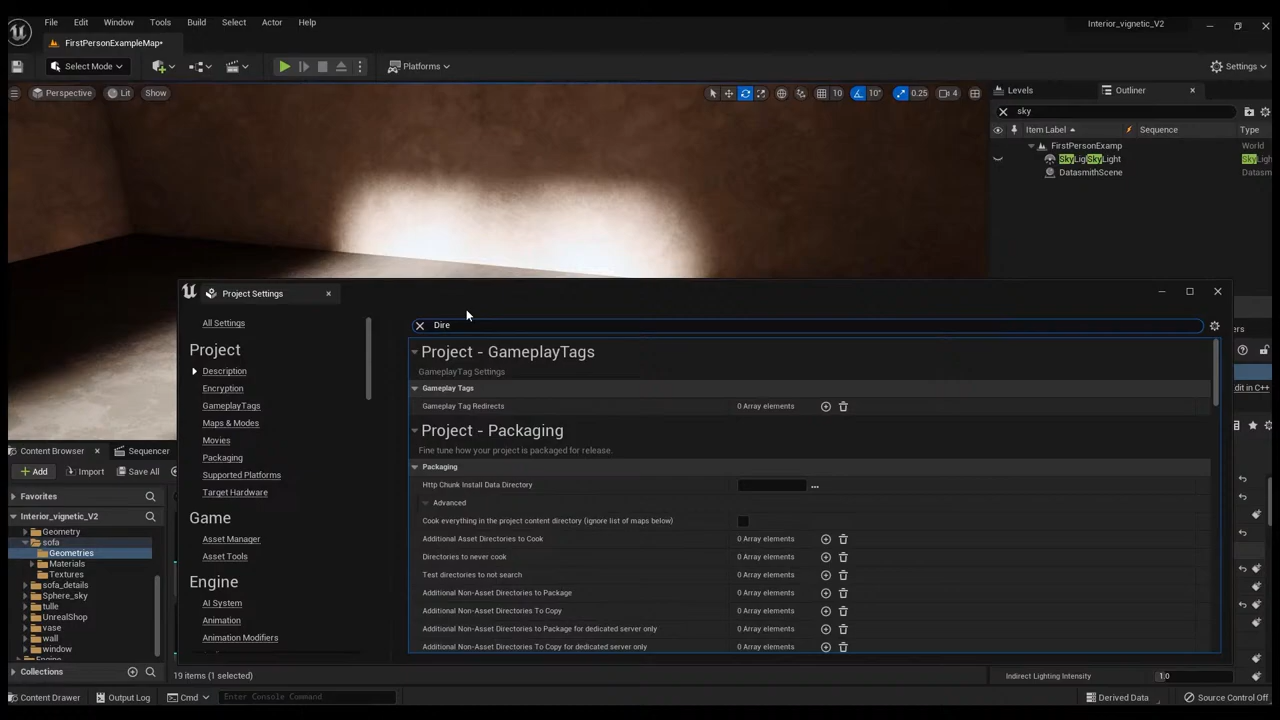 File Edit Window Tools Build Select Actor Help
Interior_vignetic_V2
FirstPersonExampleMap•
Select Mode
Platforms
Settings
Perspective Lit Show
10 10° 0.25 4
Levels Outliner
sky
Item Label Sequence Type
FirstPersonExamp World
SkyLigSkyLight SkyLigh
DatasmithScene Datasm
Project Settings
Dire
All Settings
Project
Description
Encryption
GameplayTags
Maps & Modes
Movies
Packaging
Supported Platforms
Target Hardware
Game
Asset Manager
Asset Tools
Engine
AI System
Animation
Animation Modifiers
Project - GameplayTags
GameplayTag Settings
Gameplay Tags
Gameplay Tag Redirects 0 Array elements
Project - Packaging
Fine tune how your project is packaged for release.
Packaging
Http Chunk Install Data Directory ...
Advanced
Cook everything in the project content directory (ignore list of maps below)
Additional Asset Directories to Cook 0 Array elements
Directories to never cook 0 Array elements
Test directories to not search 0 Array elements
Additional Non-Asset Directories to Package 0 Array elements
Additional Non-Asset Directories To Copy 0 Array elements
Additional Non-Asset Directories to Package for dedicated server only 0 Array elements
Additional Non-Asset Directories To Copy for dedicated server only 0 Array elements
ers
dit in C++
Content Browser Sequencer
Add Import Save All
Favorites
Interior_vignetic_V2
Geometry
sofa
Geometries
Materials
Textures
sofa_details
Sphere_sky
tulle
UnrealShop
vase
wall
window
Engine
Collections
19 items (1 selected)
Indirect Lighting Intensity 1.0
Content Drawer Output Log Cmd Enter Console Command
Derived Data Source Control Off